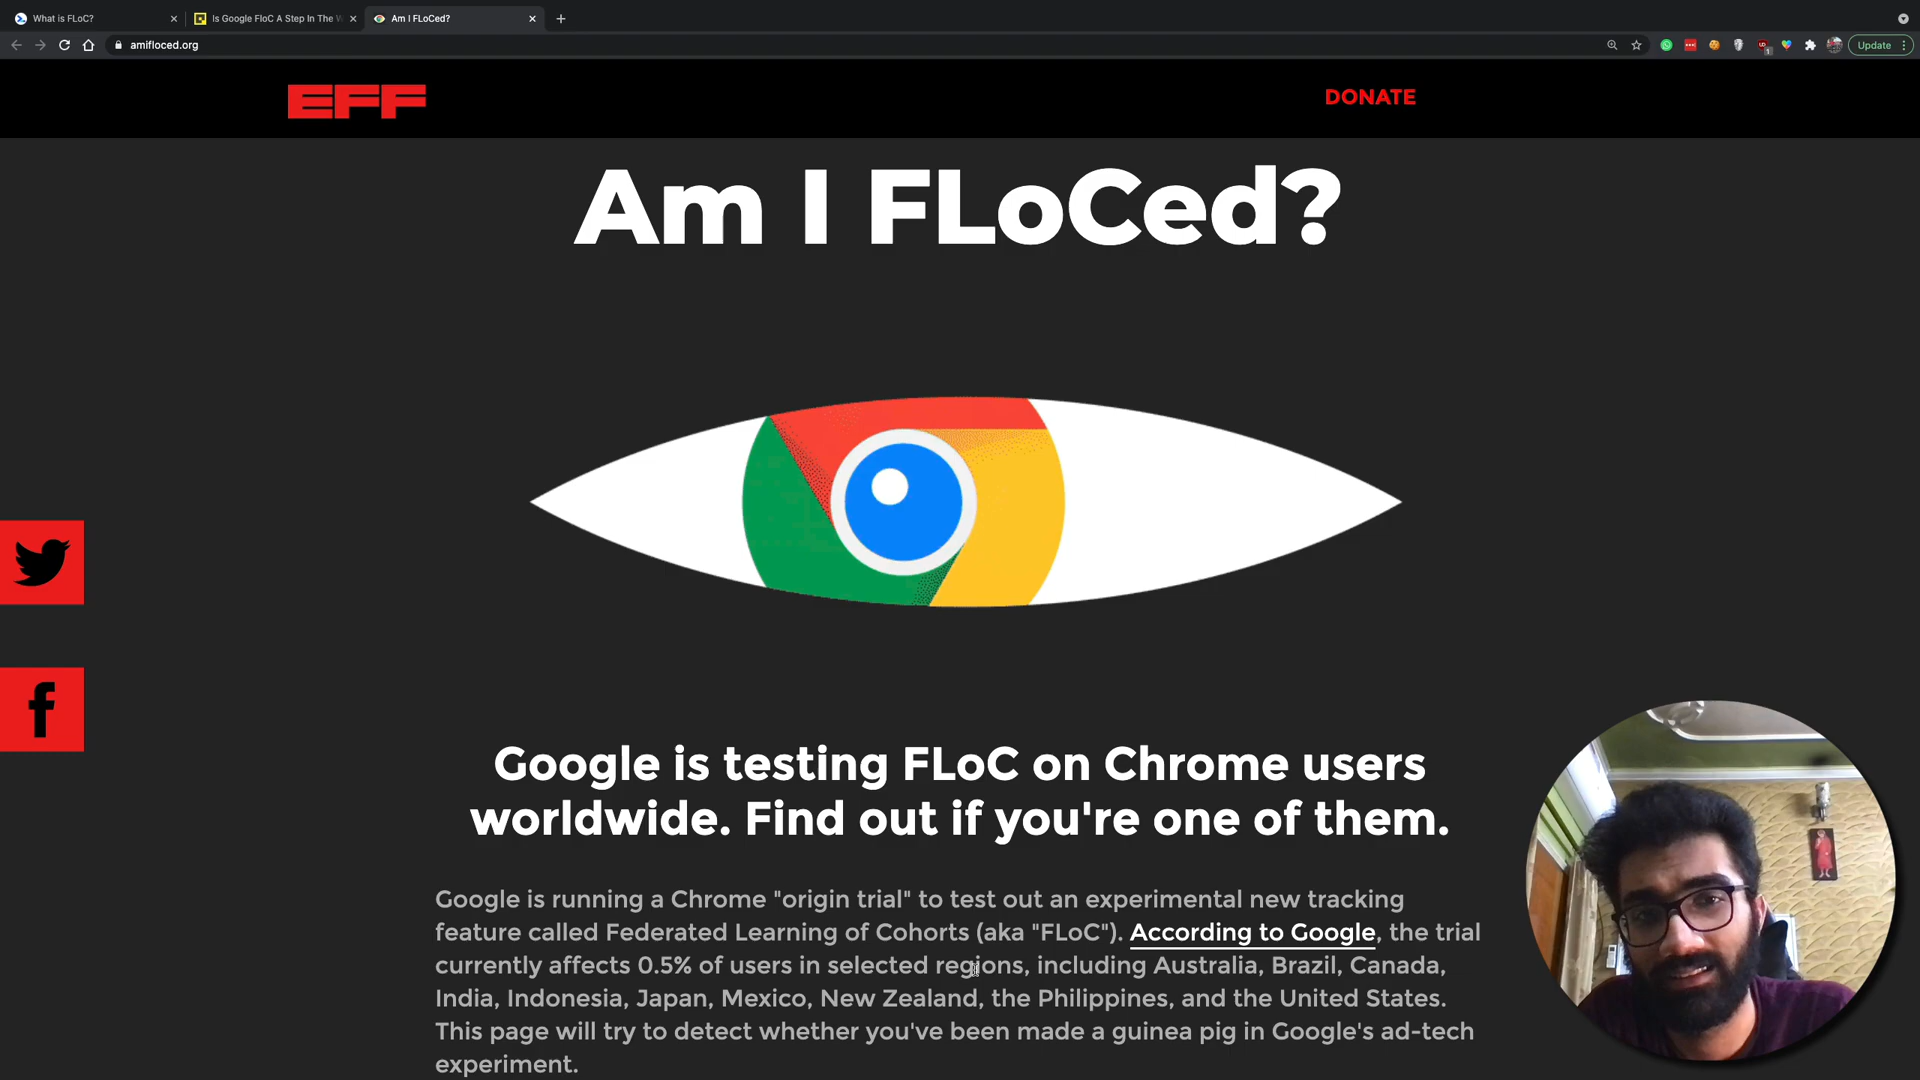 What is FLoC?
Is Google FloC A Step In The W
Am I FLoCed?
amifloced.org
Update
EFF
DONATE
Am I FLoCed?
Google is testing FLoC on Chrome users
worldwide. Find out if you're one of them.
Google is running a Chrome "origin trial" to test out an experimental new tracking
feature called Federated Learning of Cohorts (aka "FLoC"). According to Google, the trial
currently affects 0.5% of users in selected regions, including Australia, Brazil, Canada,
India, Indonesia, Japan, Mexico, New Zealand, the Philippines, and the United States.
This page will try to detect whether you've been made a guinea pig in Google's ad-tech
experiment.